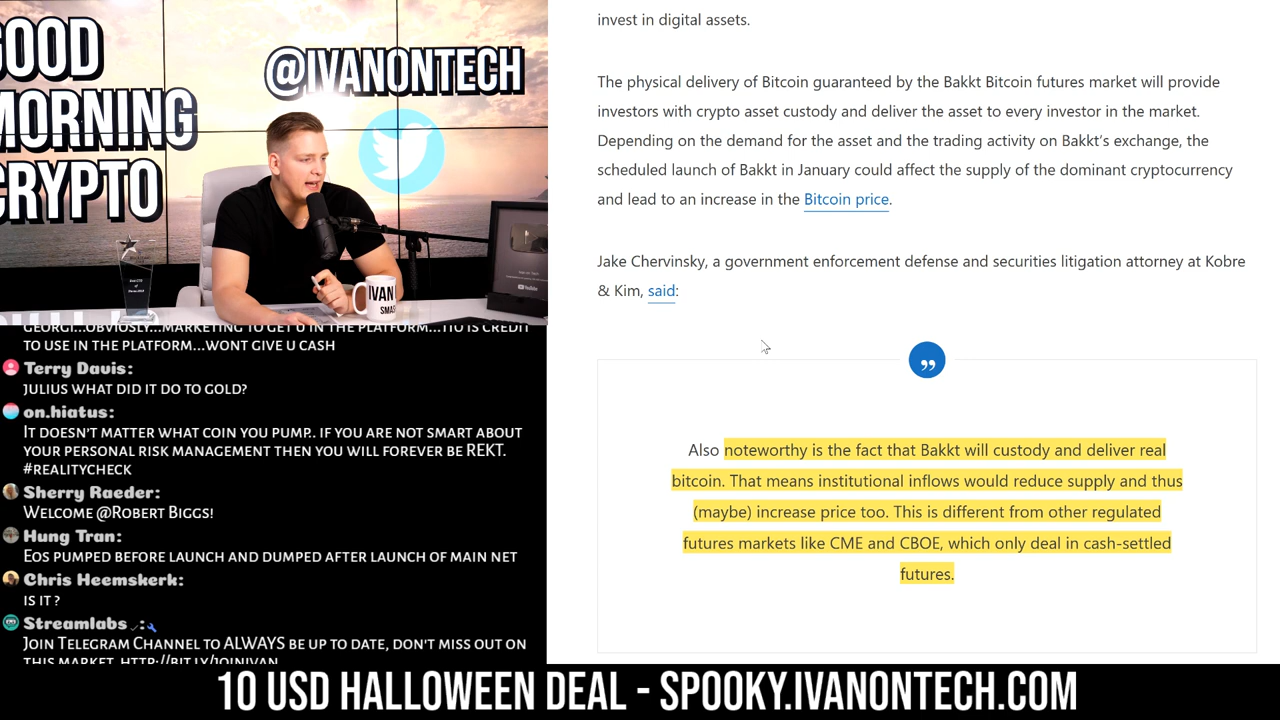 GOOD
MORNING
CRYPTO
@IVANONTECH
IVAN
GEORGI...OBVIOUSLY...MARKETING TO GET U IN THE PLATFORM...
IS CREDIT
TO USE IN THE PLATFORM...WONT GIVE U CASH
Terry Davis:
JULIUS WHAT DID IT DO TO GOLD?
on.hiatus:
IT DOESN'T MATTER WHAT COIN YOU PUMP.. IF YOU ARE NOT SMART ABOUT
YOUR PERSONAL RISK MANAGEMENT THEN YOU WILL FOREVER BE REKT.
#REALITYCHECK
Sherry Raeder:
WELCOME @ROBERT BIGGS!
Hung Tran:
EOS PUMPED BEFORE LAUNCH AND DUMPED AFTER LAUNCH OF MAIN NET
Chris Heemskerk:
IS IT ?
Streamlabs :
JOIN TELEGRAM CHANNEL TO ALWAYS BE UP TO DATE, DON'T MISS OUT ON
THIS MARKET HTTP://BIT.LY/JOINIVAN
invest in digital assets.
The physical delivery of Bitcoin guaranteed by the Bakkt Bitcoin futures market will provide
investors with crypto asset custody and deliver the asset to every investor in the market.
Depending on the demand for the asset and the trading activity on Bakkt's exchange, the
scheduled launch of Bakkt in January could affect the supply of the dominant cryptocurrency
and lead to an increase in the Bitcoin price.
Jake Chervinsky, a government enforcement defense and securities litigation attorney at Kobre
& Kim, said:
Also noteworthy is the fact that Bakkt will custody and deliver real
bitcoin. That means institutional inflows would reduce supply and thus
(maybe) increase price too. This is different from other regulated
futures markets like CME and CBOE, which only deal in cash-settled
futures.
10 USD HALLOWEEN DEAL - SPOOKY.IVANONTECH.COM